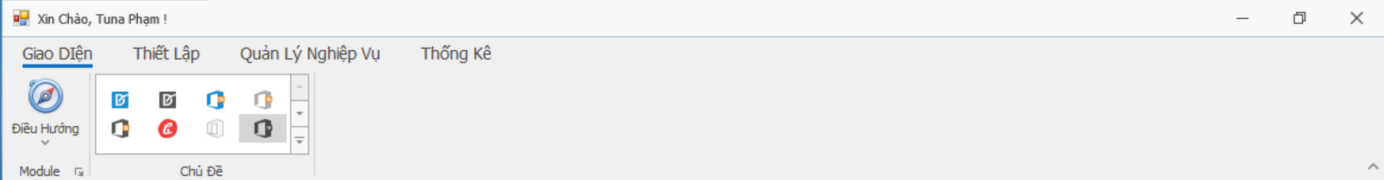 Xin Chào, Tuna Phạm !
Giao DIện Thiết Lập Quản Lý Nghiệp Vụ Thống Kê
Điều Hướng
Module Chủ Đề